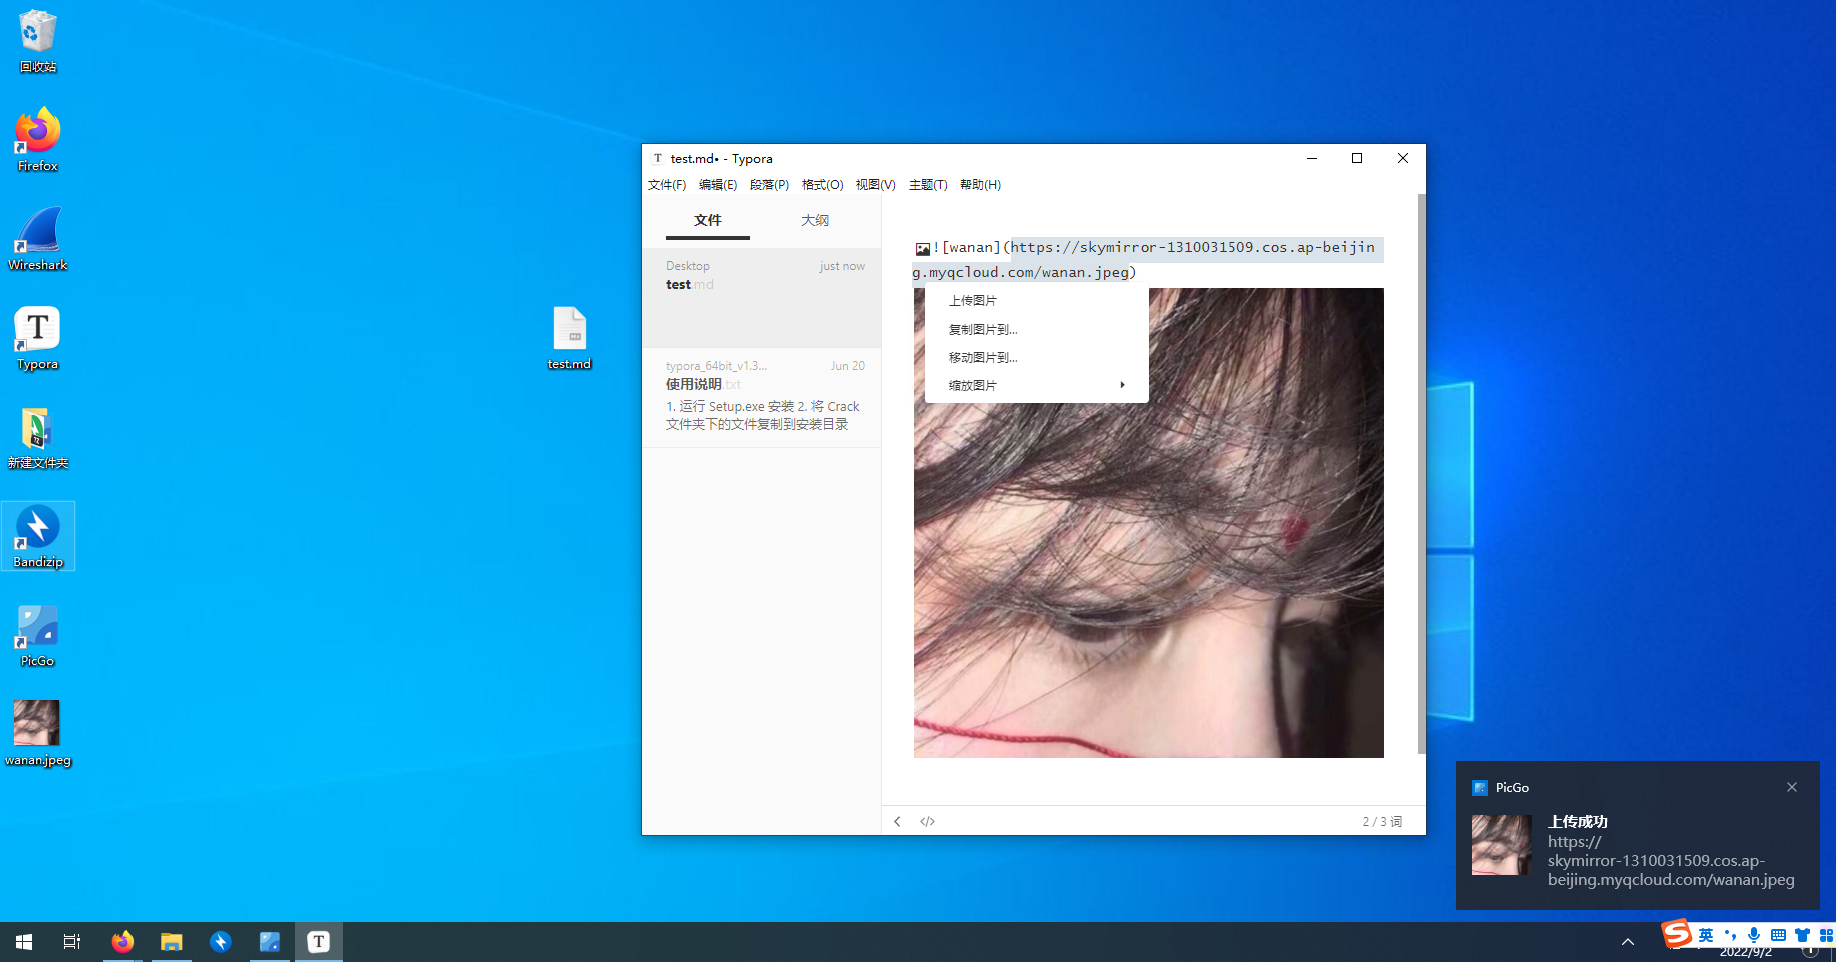 回收站
Firefox
Wireshark
Typora
新建文件夹
Bandizip
PicGo
wanan.jpeg
test.md
T test.md• - Typora
文件(F) 编辑(E) 段落(P) 格式(O) 视图(V) 主题(T) 帮助(H)
文件 大纲
Desktop just now
test.md
typora_64bit_v1.3... Jun 20
使用说明.txt
1. 运行 Setup.exe 安装 2. 将 Crack
文件夹下的文件复制到安装目录
![wanan](https://skymirror-1310031509.cos.ap-beijin
g.myqcloud.com/wanan.jpeg)
上传图片
复制图片到...
移动图片到...
缩放图片
</> 2 / 3 词
PicGo
上传成功
https://
skymirror-1310031509.cos.ap-
beijing.myqcloud.com/wanan.jpeg
T
S 英
2022/9/2